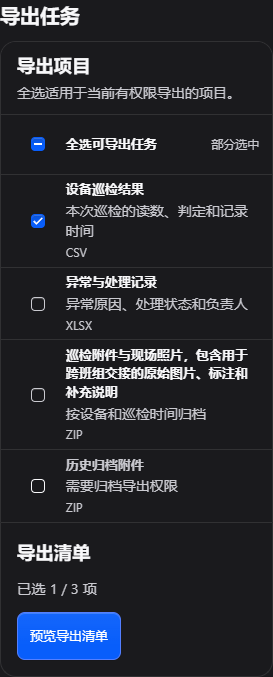 导出任务
导出项目
全选适用于当前有权限导出的项目。
全选可导出任务
部分选中
设备巡检结果
本次巡检的读数、判定和记录
时间
CSV
异常与处理记录
异常原因、处理状态和负责人
XLSX
巡检附件与现场照片，包含用于
跨班组交接的原始图片、标注和
补充说明
按设备和巡检时间归档
ZIP
历史归档附件
需要归档导出权限
ZIP
导出清单
已选 1 / 3 项
预览导出清单